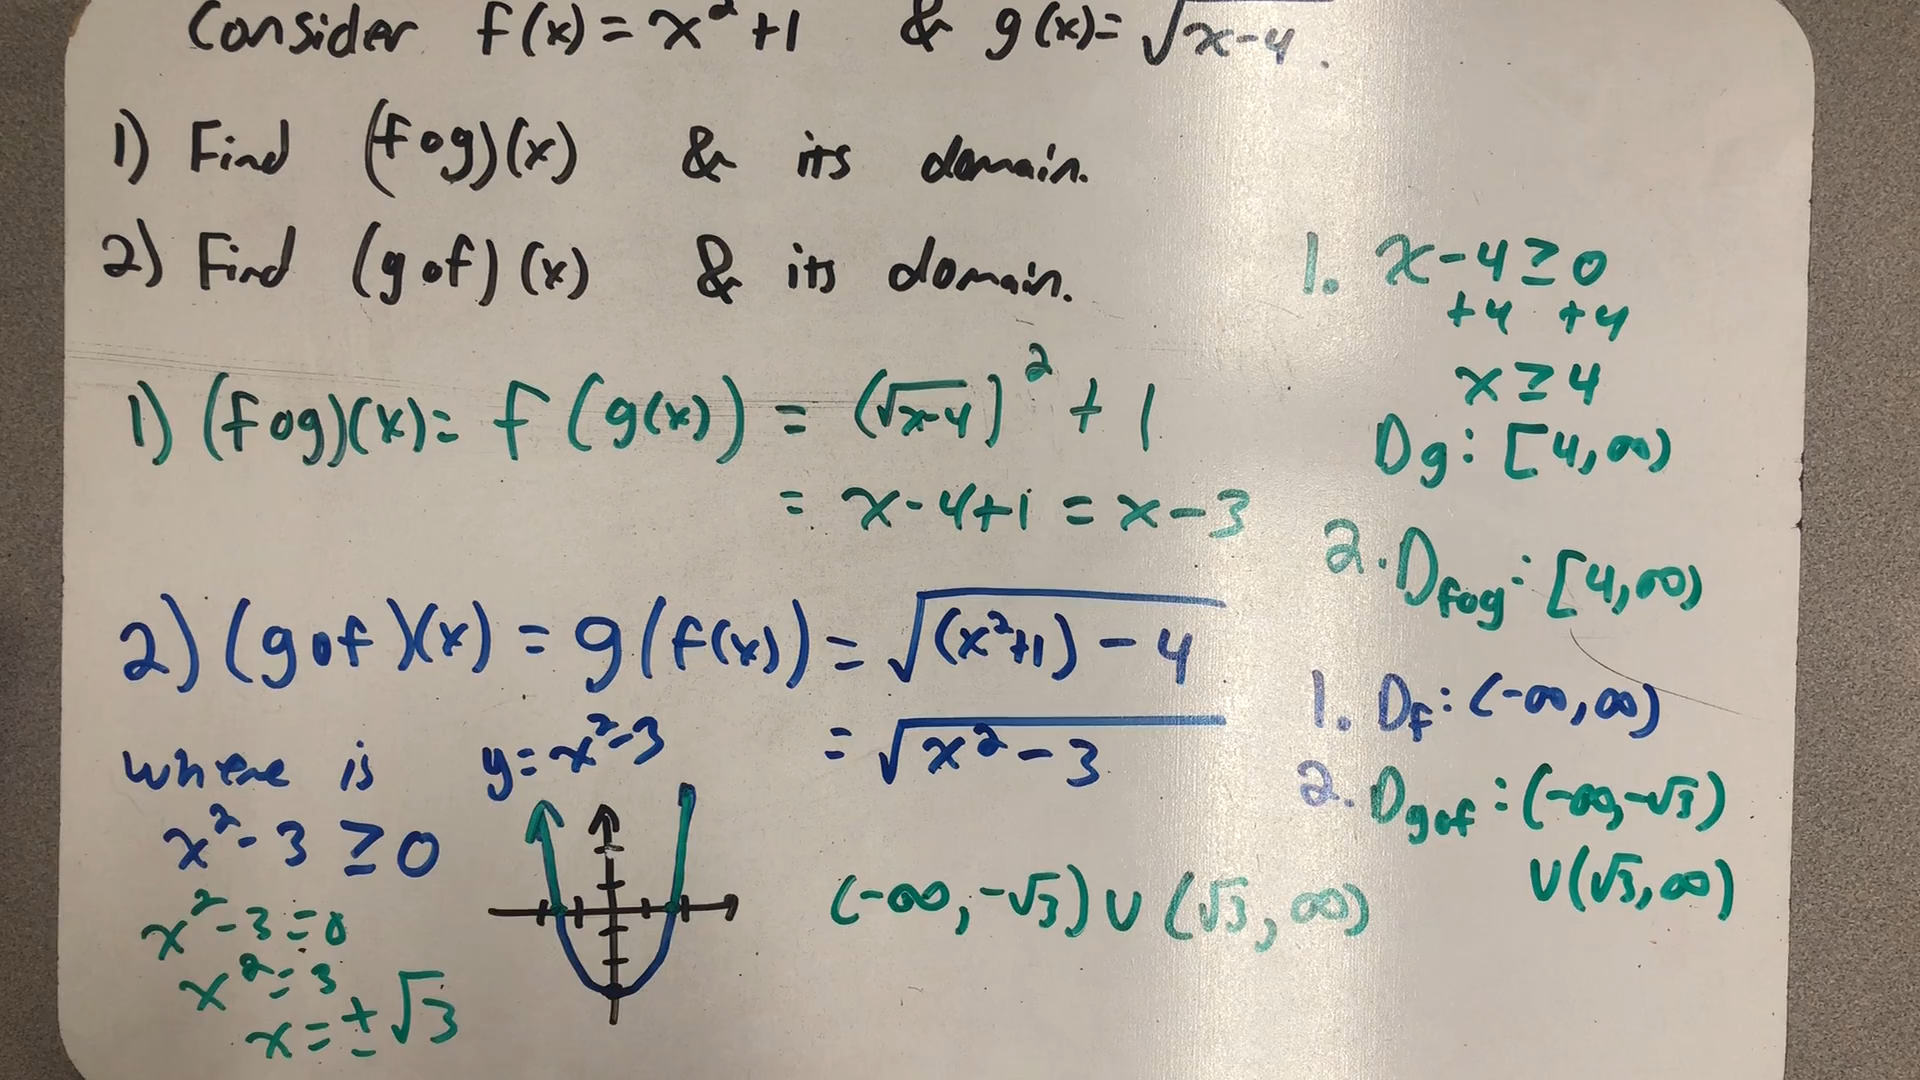 Consider f(x) = x² + 1 & g(x) = √(x-4).
1) Find (f∘g)(x) & its domain.
2) Find (g∘f)(x) & its domain.
1) (f∘g)(x) = f(g(x)) = (√(x-4))² + 1
= x-4+1 = x-3
1. x-4≥0
+4 +4
x≥4
Dg: [4,∞)
2. Df∘g: [4,∞)
2) (g∘f)(x) = g(f(x)) = √((x²+1) - 4)
= √(x² - 3)
where is
x² - 3 ≥ 0
x² - 3 = 0
x² = 3
x = ± √3
y = x² - 3
(-∞, -√3) ∪ (√3, ∞)
1. Df: (-∞, ∞)
2. Dg∘f: (-∞, -√3)
∪ (√3, ∞)